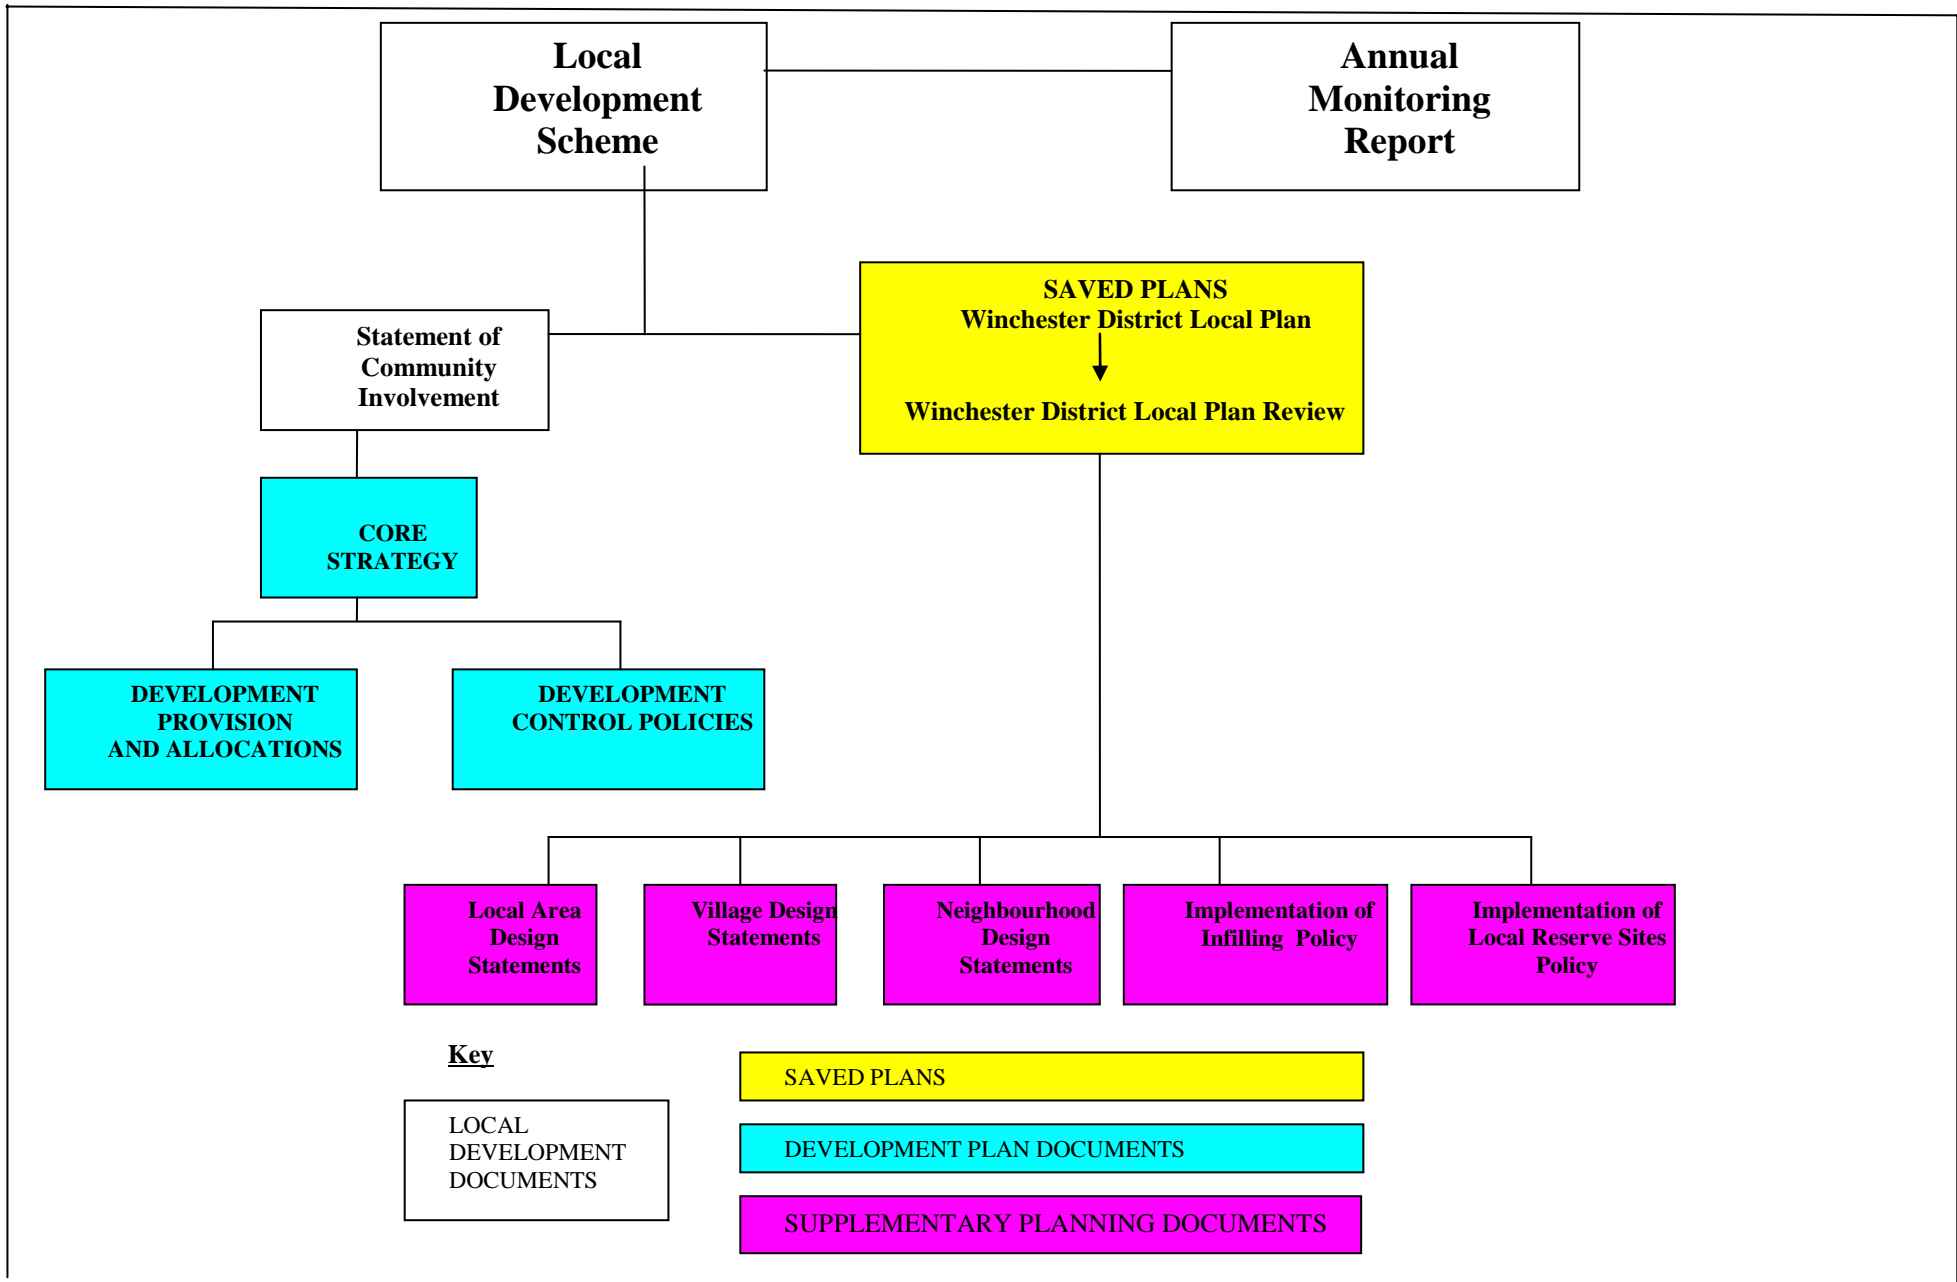 Local
Development
Scheme
Annual
Monitoring
Report
SAVED PLANS
Winchester District Local Plan
Winchester District Local Plan Review
Statement of
Community
Involvement
CORE
STRATEGY
DEVELOPMENT
PROVISION
AND ALLOCATIONS
DEVELOPMENT
CONTROL POLICIES
Local Area
Design
Statements
Village Design
Statements
Neighbourhood
Design
Statements
Implementation of
Infilling Policy
Implementation of
Local Reserve Sites
Policy
Key
LOCAL
DEVELOPMENT
DOCUMENTS
SAVED PLANS
DEVELOPMENT PLAN DOCUMENTS
SUPPLEMENTARY PLANNING DOCUMENTS